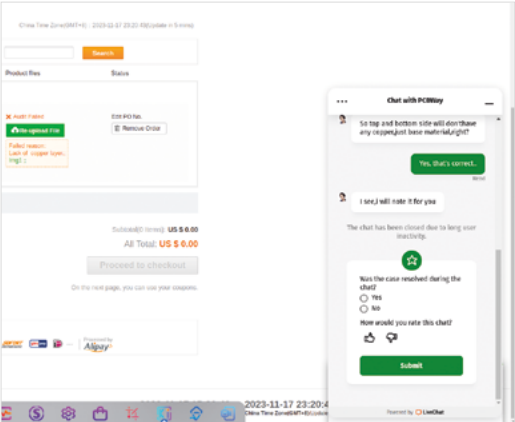 China Time Zone(GMT+8) : 2023-11-17 23:20:48(Update in 5 mins)
Search
Product files
Status
Audit Failed
Edit PO No.
Re-upload File
Remove Order
Failed reason:
Lack of copper layer,
img1
Subtotal(0 items): US $ 0.00
All Total: US $ 0.00
Proceed to checkout
On the next page, you can use your coupons.
Processed by
Alipay
2023-11-17 23:20:4
China Time Zone(GMT+8)
Chat with PCBWay
So top and bottom side will don'thave
any copper,just base material,right?
Yes, that's correct.
Read
I see,i will note it for you
The chat has been closed due to long user
inactivity.
Was the case resolved during the
chat?
Yes
No
How would you rate this chat?
Submit
Powered by LiveChat